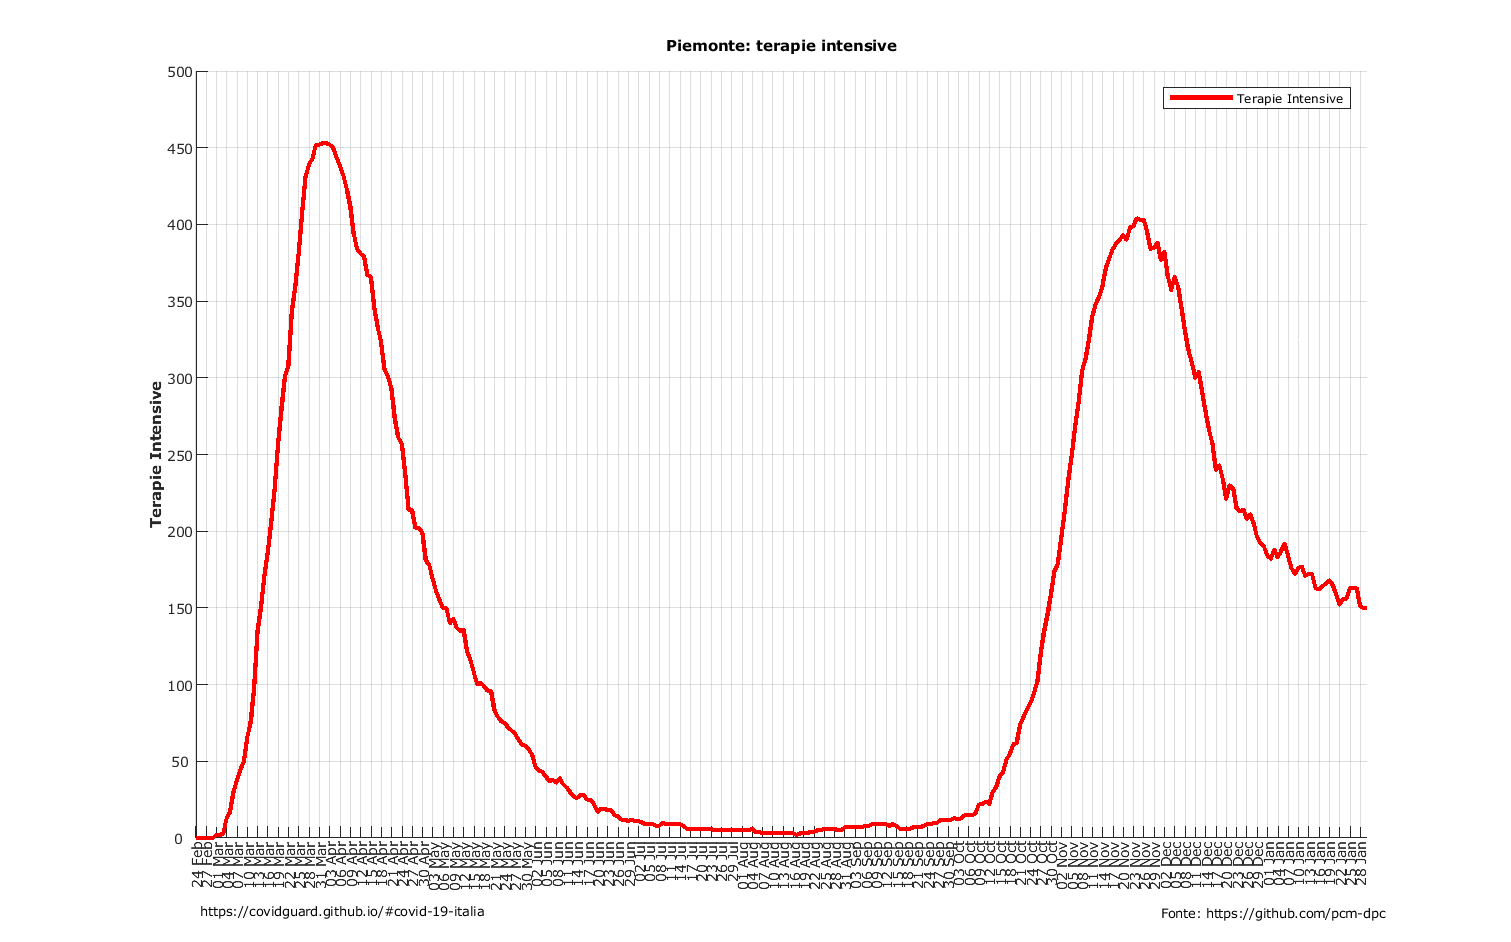 Piemonte: terapie intensive
Terapie Intensive
500
450
400
350
300
250
200
150
100
50
0
Terapie Intensive
24 Feb
27 Feb
01 Mar
04 Mar
07 Mar
10 Mar
13 Mar
16 Mar
19 Mar
22 Mar
25 Mar
28 Mar
31 Mar
03 Apr
06 Apr
09 Apr
12 Apr
15 Apr
18 Apr
21 Apr
24 Apr
27 Apr
30 Apr
03 May
06 May
09 May
12 May
15 May
18 May
21 May
24 May
27 May
30 May
02 Jun
05 Jun
08 Jun
11 Jun
14 Jun
17 Jun
20 Jun
23 Jun
26 Jun
29 Jun
02 Jul
05 Jul
08 Jul
11 Jul
14 Jul
17 Jul
20 Jul
23 Jul
26 Jul
29 Jul
01 Aug
04 Aug
07 Aug
10 Aug
13 Aug
16 Aug
19 Aug
22 Aug
25 Aug
28 Aug
31 Aug
03 Sep
06 Sep
09 Sep
12 Sep
15 Sep
18 Sep
21 Sep
24 Sep
27 Sep
30 Sep
03 Oct
06 Oct
09 Oct
12 Oct
15 Oct
18 Oct
21 Oct
24 Oct
27 Oct
30 Oct
02 Nov
05 Nov
08 Nov
11 Nov
14 Nov
17 Nov
20 Nov
23 Nov
26 Nov
29 Nov
02 Dec
05 Dec
08 Dec
11 Dec
14 Dec
17 Dec
20 Dec
23 Dec
26 Dec
29 Dec
01 Jan
04 Jan
07 Jan
10 Jan
13 Jan
16 Jan
19 Jan
22 Jan
25 Jan
28 Jan
https://covidguard.github.io/#covid-19-italia
Fonte: https://github.com/pcm-dpc